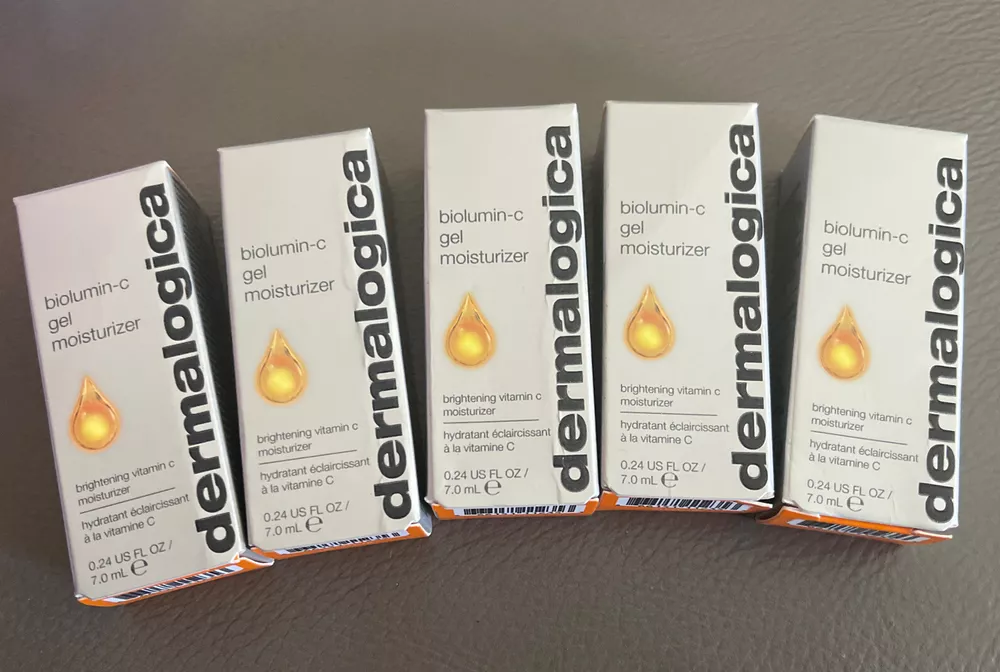 biolumin-c
gel
moisturizer
brightening vitamin c
moisturizer
hydratant éclaircissant
à la vitamine C
0.24 US FL OZ /
7.0 mL ℮
dermalogica
biolumin-c
gel
moisturizer
brightening vitamin c
moisturizer
hydratant éclaircissant
à la vitamine C
0.24 US FL OZ /
7.0 mL ℮
dermalogica
biolumin-c
gel
moisturizer
brightening vitamin c
moisturizer
hydratant éclaircissant
à la vitamine C
0.24 US FL OZ /
7.0 mL ℮
dermalogica
biolumin-c
gel
moisturizer
brightening vitamin c
moisturizer
hydratant éclaircissant
à la vitamine C
0.24 US FL OZ /
7.0 mL ℮
dermalogica
biolumin-c
gel
moisturizer
brightening vitamin c
moisturizer
hydratant éclaircissant
à la vitamine C
0.24 US FL OZ /
7.0 mL ℮
dermalogica